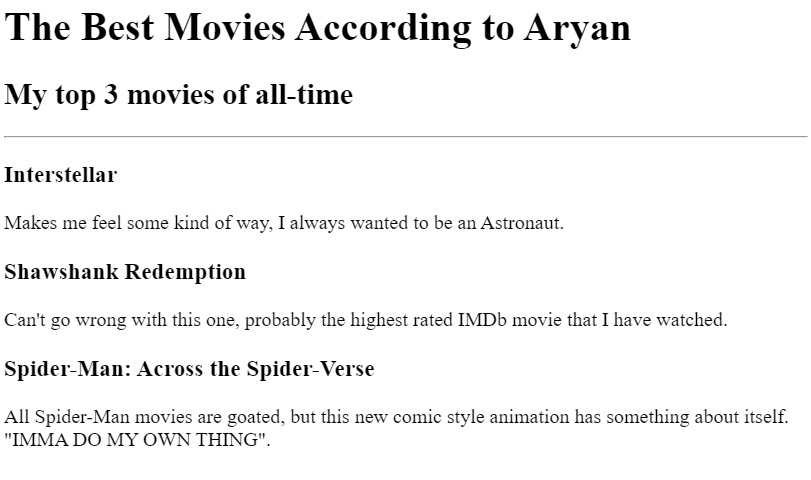 The Best Movies According to Aryan
My top 3 movies of all-time
Interstellar
Makes me feel some kind of way, I always wanted to be an Astronaut.
Shawshank Redemption
Can't go wrong with this one, probably the highest rated IMDb movie that I have watched.
Spider-Man: Across the Spider-Verse
All Spider-Man movies are goated, but this new comic style animation has something about itself.
"IMMA DO MY OWN THING".